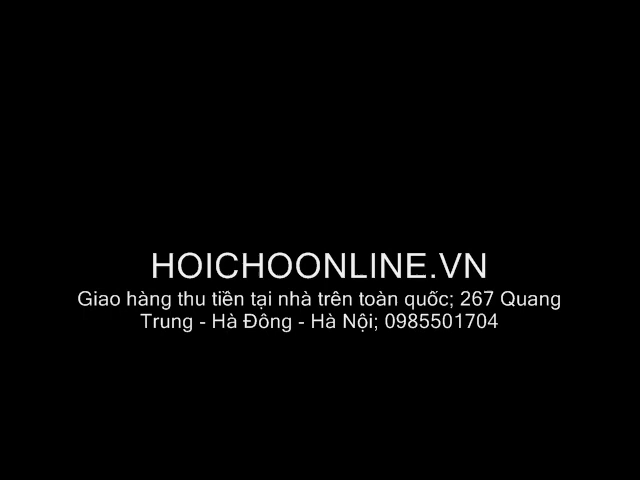 HOICHOONLINE.VN
Giao hàng thu tiền tại nhà trên toàn quốc; 267 Quang
Trung - Hà Đông - Hà Nội; 0985501704